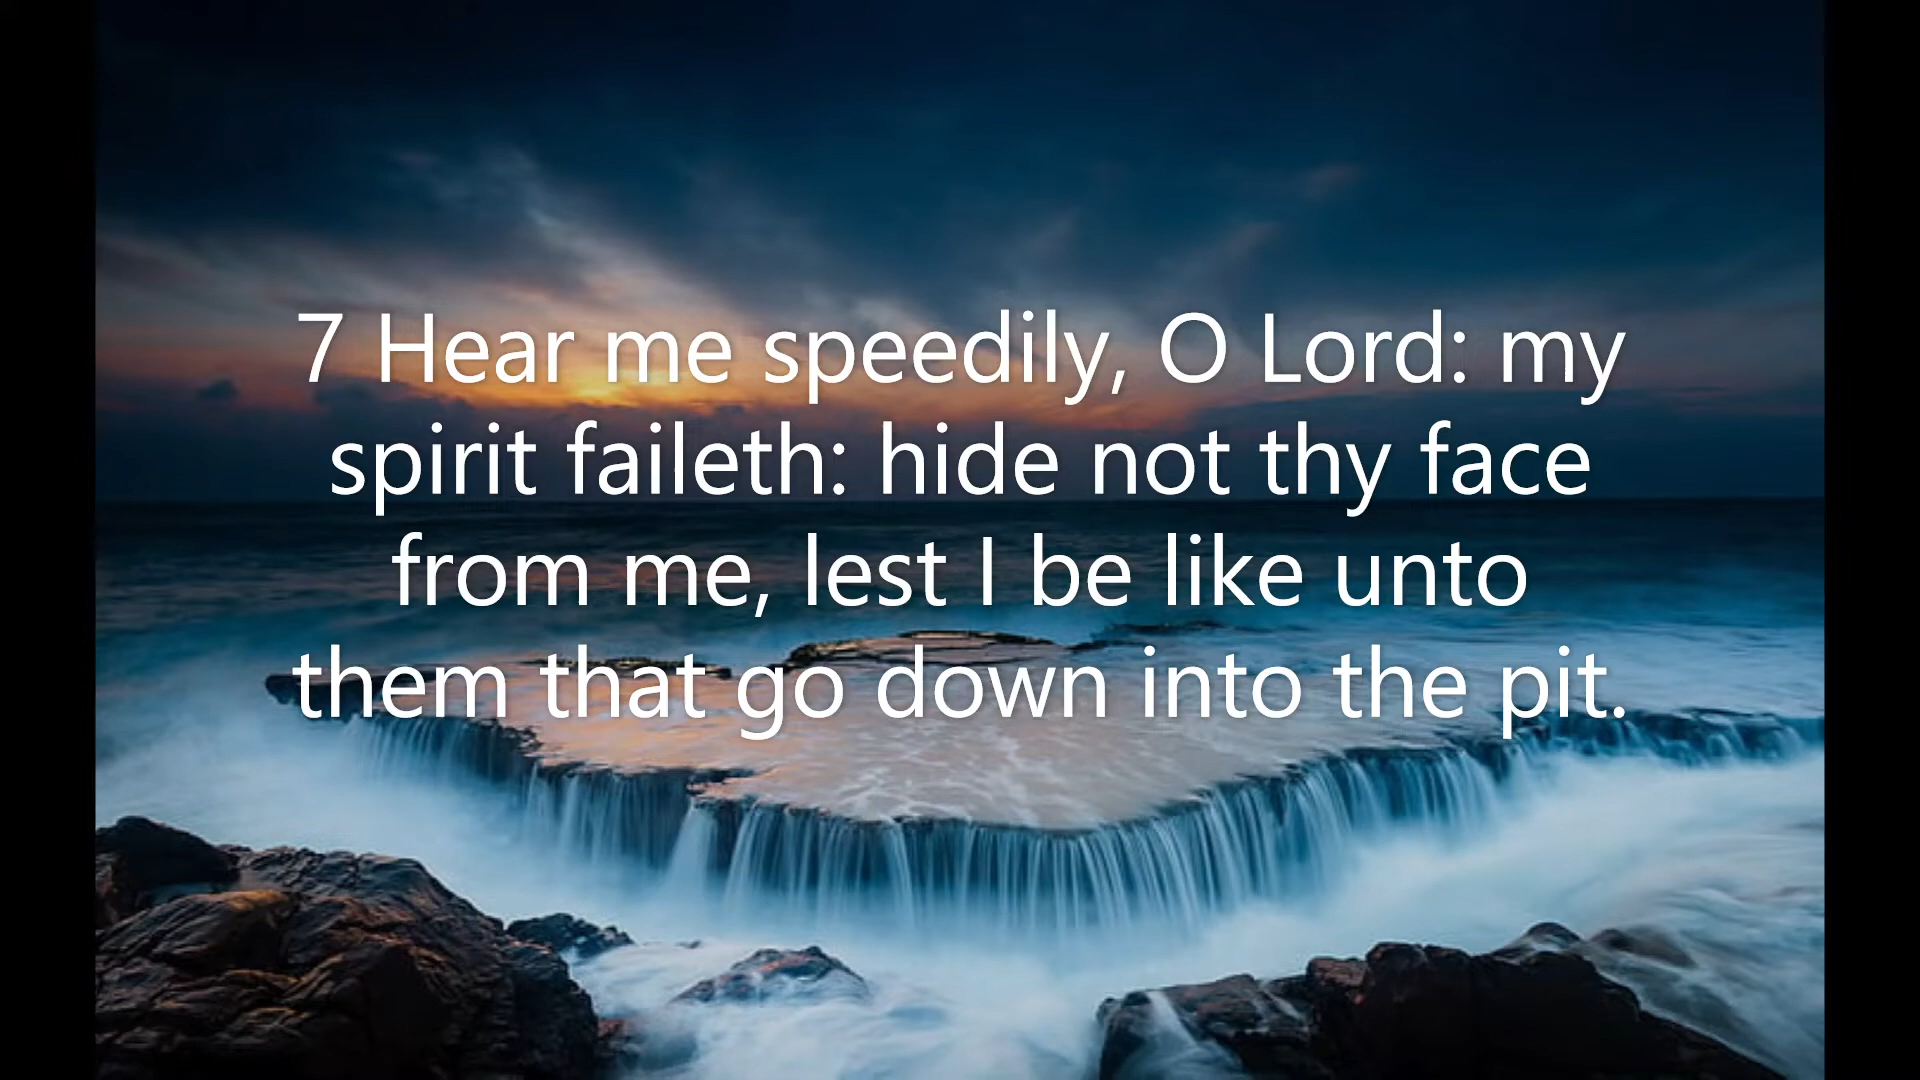 7 Hear me speedily, O Lord: my
spirit faileth: hide not thy face
from me, lest I be like unto
them that go down into the pit.